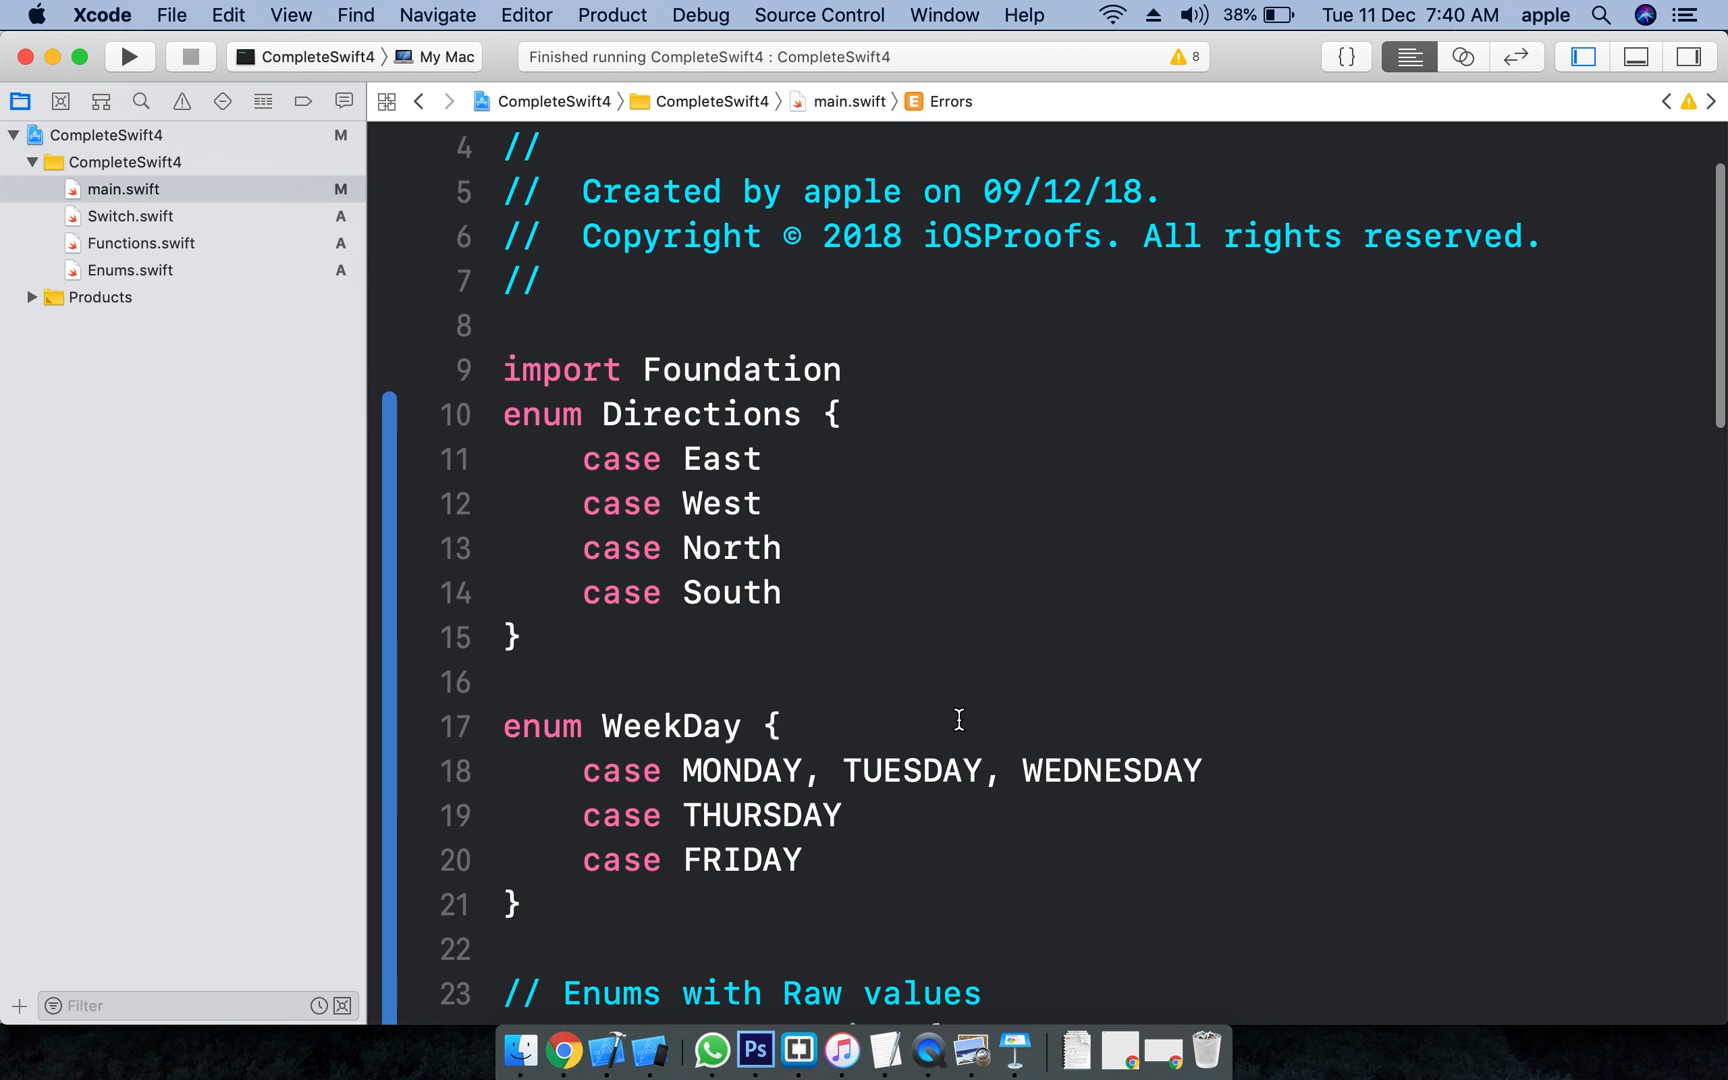 Xcode File Edit View Find Navigate Editor Product Debug Source Control Window Help 38% Tue 11 Dec 7:40 AM apple
CompleteSwift4 My Mac Finished running CompleteSwift4 : CompleteSwift4 8 {}
CompleteSwift4 CompleteSwift4 main.swift E Errors
CompleteSwift4 M
CompleteSwift4
main.swift M
Switch.swift A
Functions.swift A
Enums.swift A
Products
4 //
5 // Created by apple on 09/12/18.
6 // Copyright © 2018 iOSProofs. All rights reserved.
7 //
8
9 import Foundation
10 enum Directions {
11 case East
12 case West
13 case North
14 case South
15 }
16
17 enum WeekDay {
18 case MONDAY, TUESDAY, WEDNESDAY
19 case THURSDAY
20 case FRIDAY
21 }
22
23 // Enums with Raw values
Filter
Ps